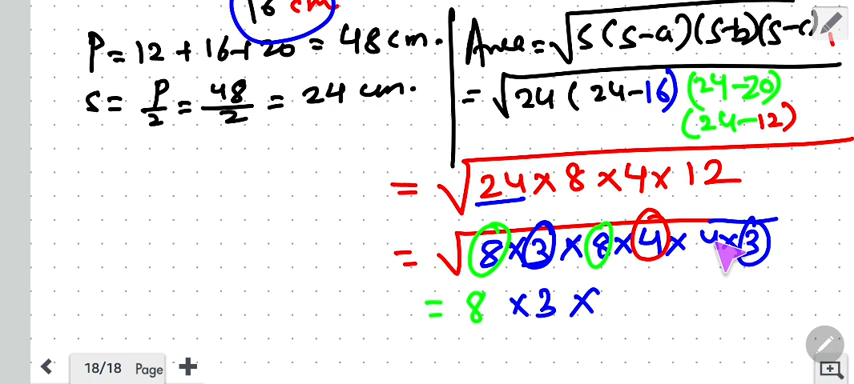 16 cm.
P = 12 + 16 + 20 = 48 cm.
S = P/2 = 48/2 = 24 cm.
Area = √S(S-a)(S-b)(S-c)
= √24 (24-16) (24-20)
(24-12)
= √24 × 8 × 4 × 12
= √8 × 3 × 8 × 4 × 4 × 3
= 8 × 3 ×
18/18 Page